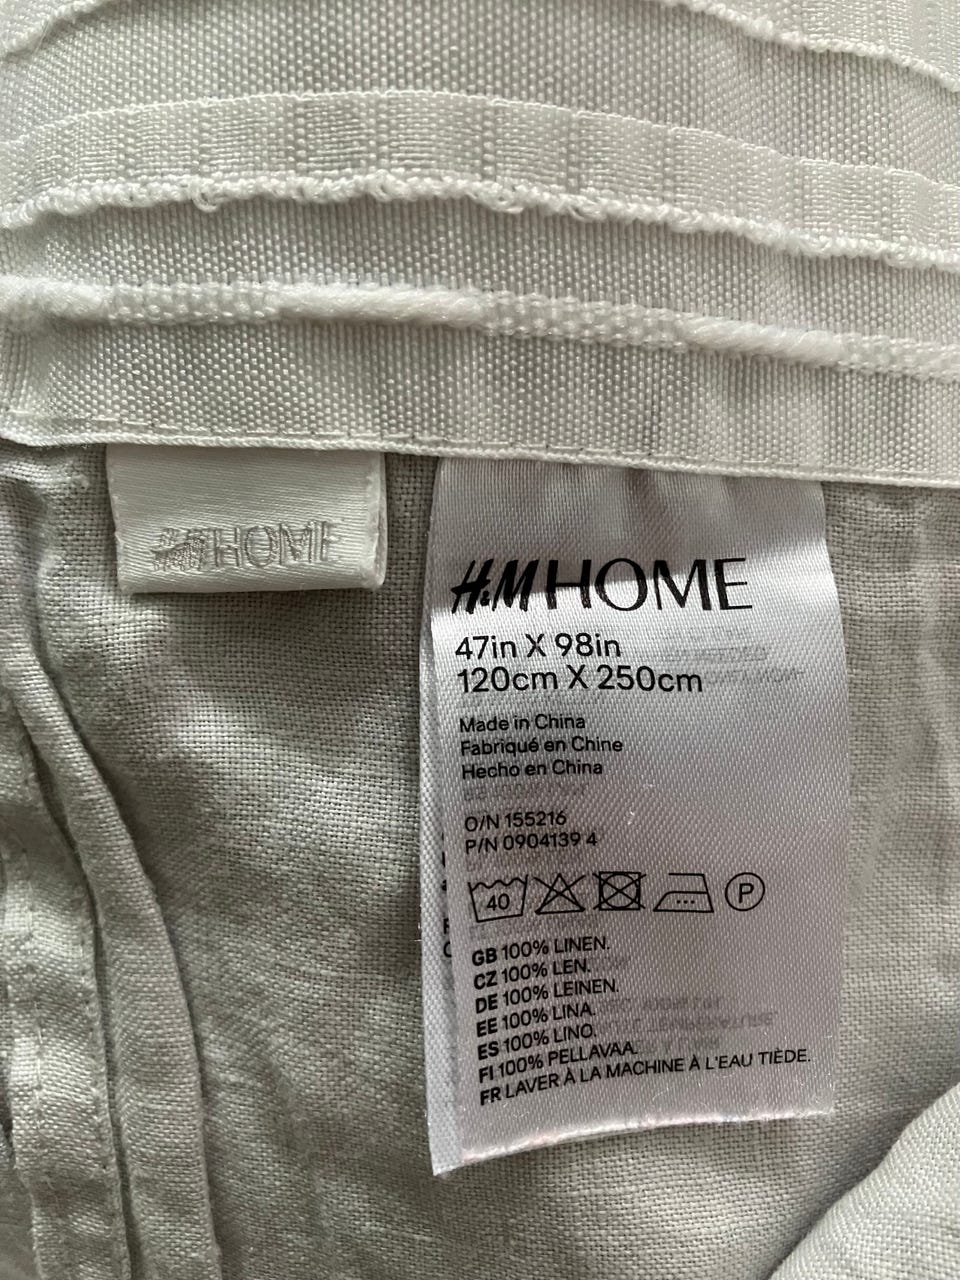 H&M HOME
H&M HOME
47in X 98in
120cm X 250cm
Made in China
Fabriqué en Chine
Hecho en China
O/N 155216
P/N 0904139 4
40
P
GB 100% LINEN.
CZ 100% LEN.
DE 100% LEINEN.
EE 100% LINA.
ES 100% LINO.
FI 100% PELLAVAA.
FR LAVER À LA MACHINE À L'EAU TIÈDE.